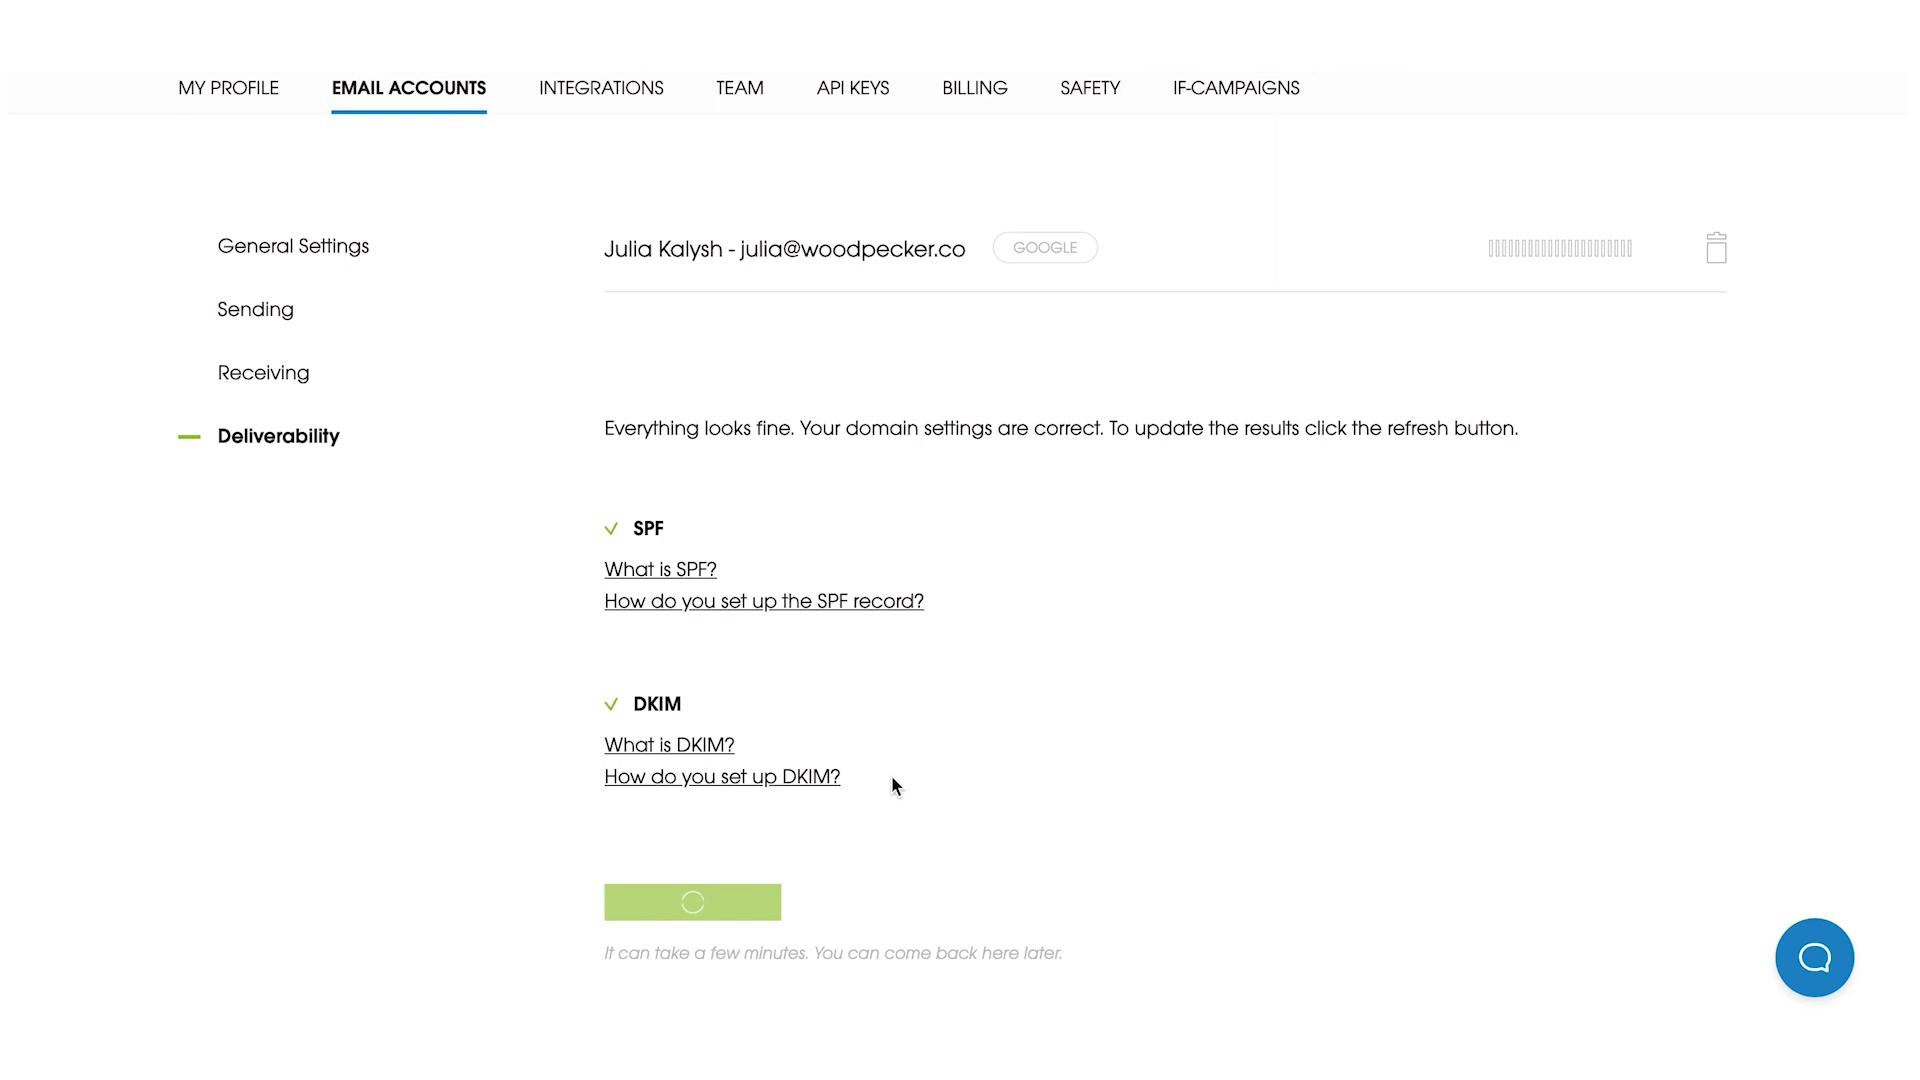 MY PROFILE EMAIL ACCOUNTS INTEGRATIONS TEAM API KEYS BILLING SAFETY IF-CAMPAIGNS
General Settings
Sending
Receiving
Deliverability
Julia Kalysh - julia@woodpecker.co GOOGLE
Everything looks fine. Your domain settings are correct. To update the results click the refresh button.
SPF
What is SPF?
How do you set up the SPF record?
DKIM
What is DKIM?
How do you set up DKIM?
It can take a few minutes. You can come back here later.